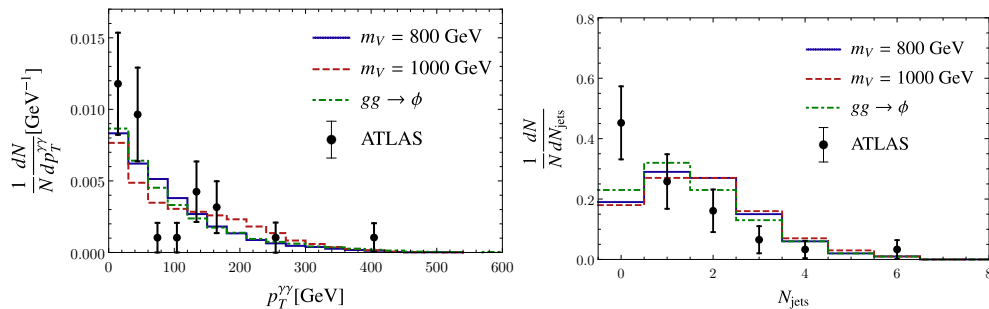 0.015
0.010
0.005
0.000
1/N dN/dp_T^{γγ} [GeV^{-1}]
m_V = 800 GeV
m_V = 1000 GeV
gg → ϕ
ATLAS
0 100 200 300 400 500 600
p_T^{γγ} [GeV]
0.8
0.6
0.4
0.2
0.0
1/N dN/dN_jets
m_V = 800 GeV
m_V = 1000 GeV
gg → ϕ
ATLAS
0 2 4 6 8
N_jets